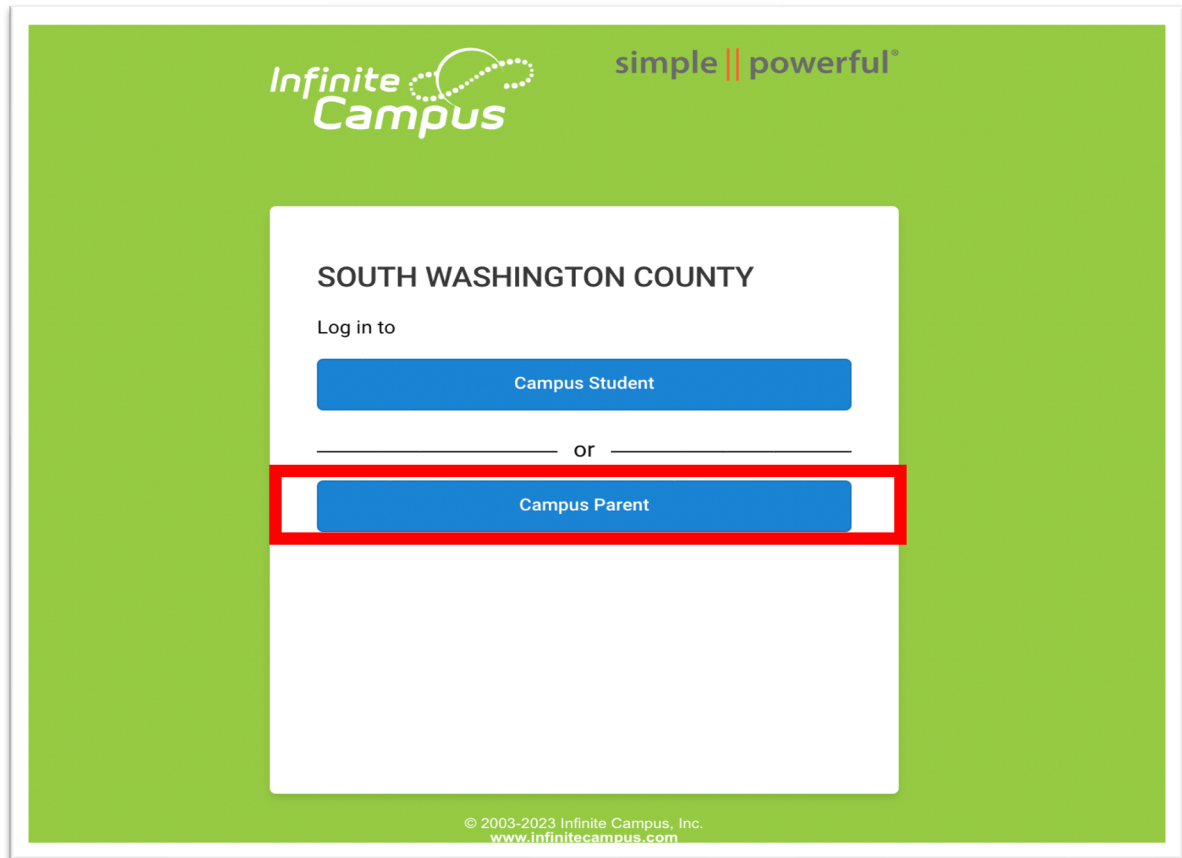 Infinite
Campus
simple || powerful®
SOUTH WASHINGTON COUNTY
Log in to
Campus Student
or
Campus Parent
© 2003-2023 Infinite Campus, Inc.
www.infinitecampus.com